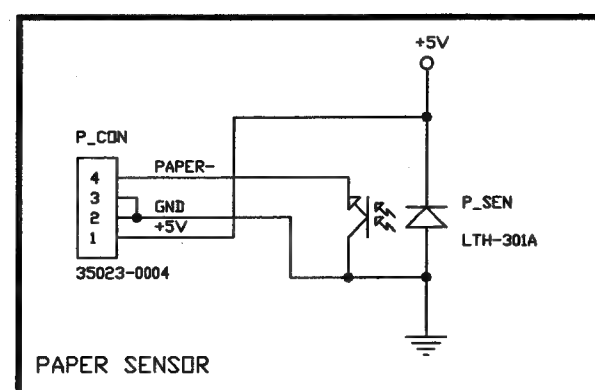 +5V
P_CON
4 PAPER-
3
2 GND
1 +5V
P_SEN
LTH-301A
35023-0004
PAPER SENSOR